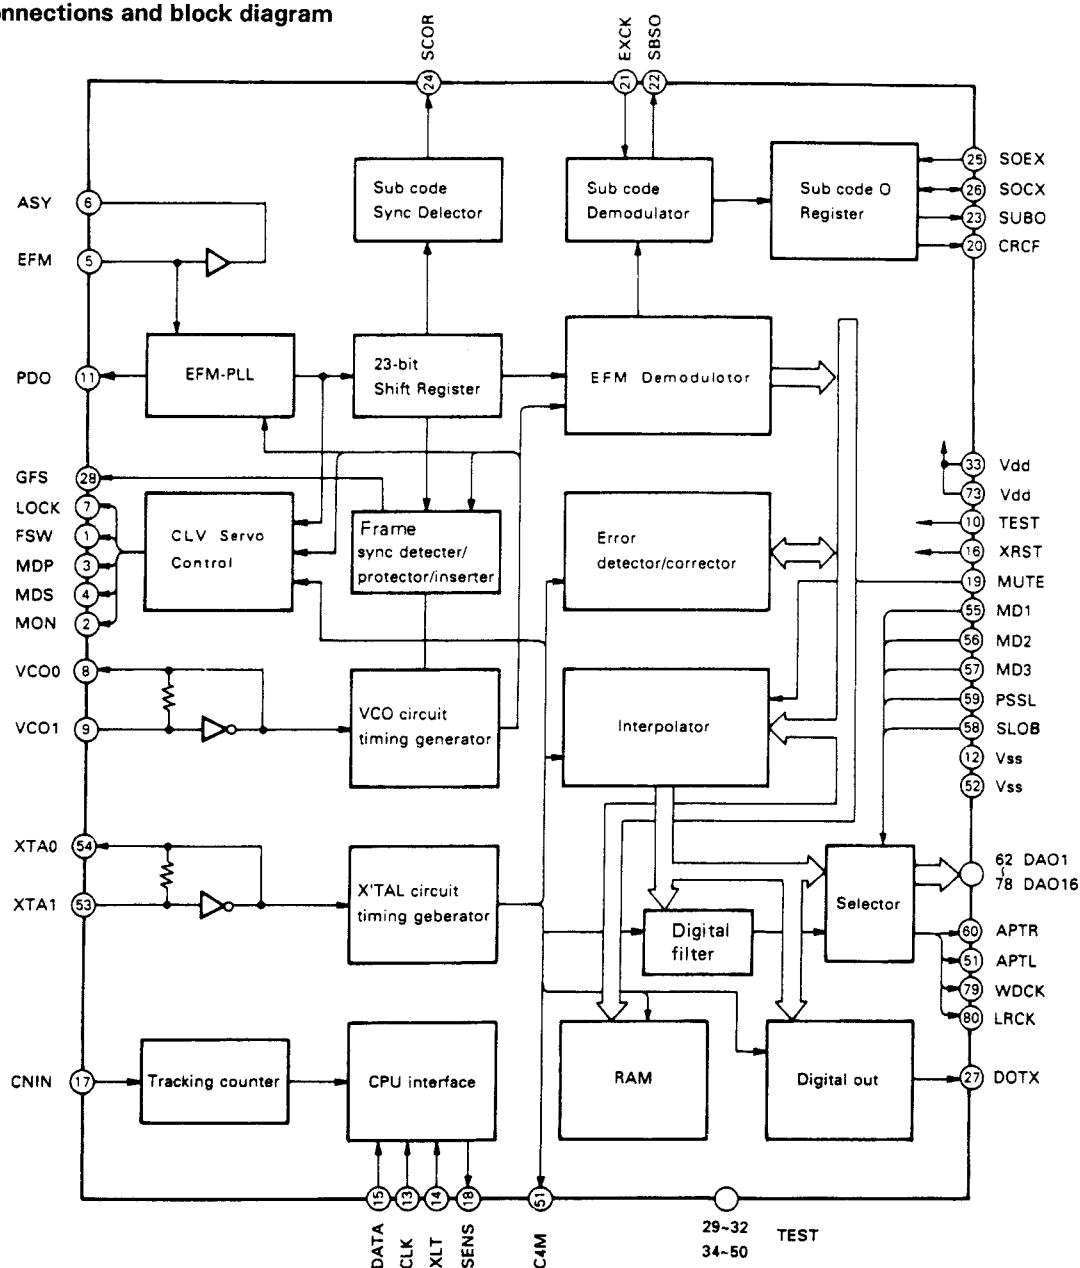 onnections and block diagram
SCOR
EXCK
SBSO
24
21
22
Sub code
Sync Delector
Sub code
Demodulator
Sub code O
Register
25 SOEX
26 SOCX
23 SUBO
20 CRCF
ASY 6
EFM 5
PDO 11
EFM-PLL
23-bit
Shift Register
EFM Demodulotor
GFS 28
LOCK 7
FSW 1
MDP 3
MDS 4
MON 2
CLV Servo
Control
Frame
sync detecter/
protector/inserter
Error
detector/corrector
33 Vdd
73 Vdd
10 TEST
16 XRST
19 MUTE
55 MD1
56 MD2
57 MD3
59 PSSL
58 SLOB
12 Vss
52 Vss
VCO0 8
VCO1 9
VCO circuit
timing generator
Interpolator
XTA0 54
XTA1 53
X'TAL circuit
timing geberator
Digital
filter
Selector
62 DAO1
~
78 DAO16
60 APTR
51 APTL
79 WDCK
80 LRCK
CNIN 17
Tracking counter
CPU interface
RAM
Digital out
27 DOTX
15
13
14
18
51
DATA
CLK
XLT
SENS
C4M
29~32
34~50
TEST